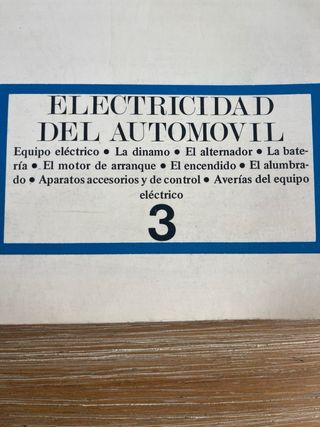 ELECTRICIDAD
DEL AUTOMOVIL
Equipo eléctrico ● La dinamo ● El alternador ● La bate-
ría ● El motor de arranque ● El encendido ● El alumbra-
do ● Aparatos accesorios y de control ● Averías del equipo
eléctrico
3